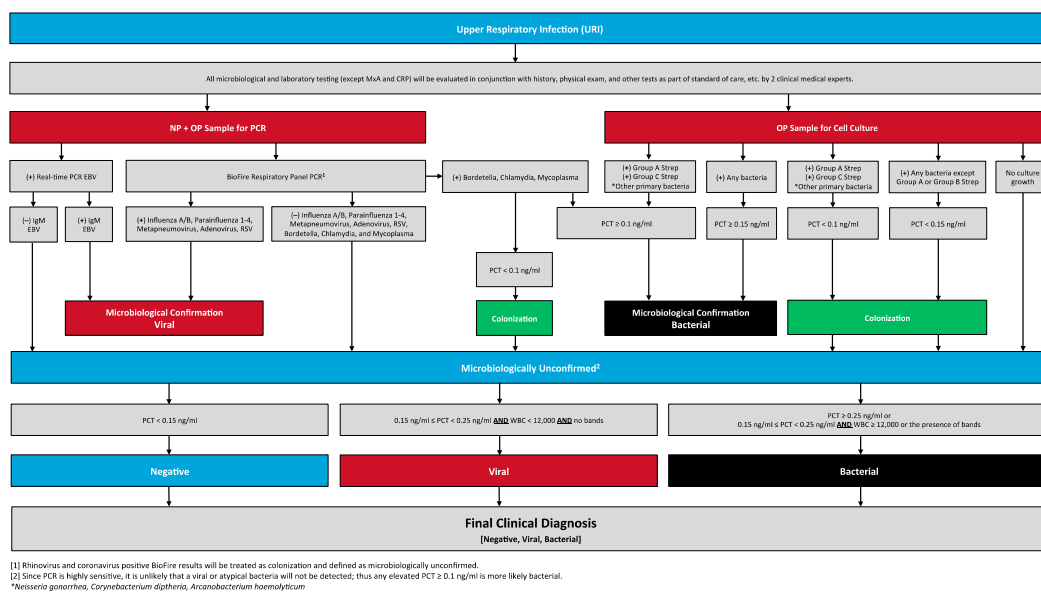 Upper Respiratory Infection (URI)
All microbiological and laboratory testing (except MxA and CRP) will be evaluated in conjunction with history, physical exam, and other tests as part of standard of care, etc. by 2 clinical medical experts.
NP + OP Sample for PCR
OP Sample for Cell Culture
(+) Real-time PCR EBV
BioFire Respiratory Panel PCR1
(+) Bordetella, Chlamydia, Mycoplasma
(+) Group A Strep
(+) Group C Strep
*Other primary bacteria
(+) Any bacteria
(+) Group A Strep
(+) Group C Strep
*Other primary bacteria
(+) Any bacteria except
Group A or Group B Strep
No culture
growth
(−) IgM
EBV
(+) IgM
EBV
(+) Influenza A/B, Parainfluenza 1-4,
Metapneumovirus, Adenovirus, RSV
(−) Influenza A/B, Parainfluenza 1-4,
Metapneumovirus, Adenovirus, RSV,
Bordetella, Chlamydia, and Mycoplasma
PCT ≥ 0.1 ng/ml
PCT ≥ 0.15 ng/ml
PCT < 0.1 ng/ml
PCT < 0.15 ng/ml
PCT < 0.1 ng/ml
Microbiological Confirmation
Viral
Colonization
Microbiological Confirmation
Bacterial
Colonization
Microbiologically Unconfirmed2
PCT < 0.15 ng/ml
0.15 ng/ml ≤ PCT < 0.25 ng/ml AND WBC < 12,000 AND no bands
PCT ≥ 0.25 ng/ml or
0.15 ng/ml ≤ PCT < 0.25 ng/ml AND WBC ≥ 12,000 or the presence of bands
Negative
Viral
Bacterial
Final Clinical Diagnosis
[Negative, Viral, Bacterial]
[1] Rhinovirus and coronavirus positive BioFire results will be treated as colonization and defined as microbiologically unconfirmed.
[2] Since PCR is highly sensitive, it is unlikely that a viral or atypical bacteria will not be detected; thus any elevated PCT ≥ 0.1 ng/ml is more likely bacterial.
*Neisseria gonorrhea, Corynebacterium diptheria, Arcanobacterium haemolyticum